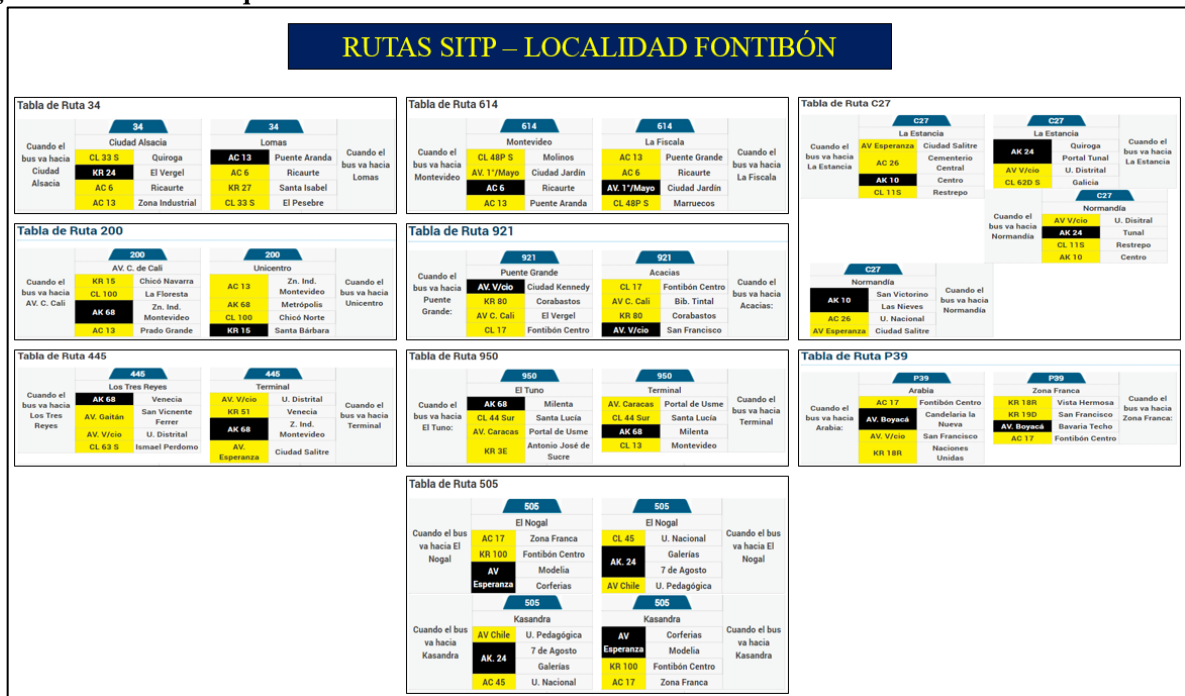 RUTAS SITP – LOCALIDAD FONTIBÓN
Tabla de Ruta 34
Cuando el bus va hacia Ciudad Alsacia
34
Ciudad Alsacia
CL 33 S Quiroga
KR 24 El Vergel
AC 6 Ricaurte
AC 13 Zona Industrial
34
Lomas
AC 13 Puente Aranda
AC 6 Ricaurte
KR 27 Santa Isabel
CL 33 S El Pesebre
Cuando el bus va hacia Lomas
Tabla de Ruta 614
Cuando el bus va hacia Montevideo
614
Montevideo
CL 48P S Molinos
AV. 1°/Mayo Ciudad Jardín
AC 6 Ricaurte
AC 13 Puente Aranda
614
La Fiscala
AC 13 Puente Grande
AC 6 Ricaurte
AV. 1°/Mayo Ciudad Jardín
CL 48P S Marruecos
Cuando el bus va hacia La Fiscala
Tabla de Ruta C27
Cuando el bus va hacia La Estancia
C27
La Estancia
AV Esperanza Ciudad Salitre
AC 26 Cementerio Central
AK 10 Centro
CL 11S Restrepo
C27
La Estancia
AK 24 Quiroga
Portal Tunal
AV V/cio U. Distrital
CL 62D S Galicia
Cuando el bus va hacia La Estancia
Cuando el bus va hacia Normandía
C27
Normandía
AV V/cio U. Disitral
AK 24 Tunal
CL 11S Restrepo
AK 10 Centro
C27
Normandía
AK 10 San Victorino
Las Nieves
AC 26 U. Nacional
AV Esperanza Ciudad Salitre
Cuando el bus va hacia Normandía
Tabla de Ruta 200
Cuando el bus va hacia AV. C. Cali
200
AV. C. de Cali
KR 15 Chicó Navarra
CL 100 La Floresta
AK 68 Zn. Ind. Montevideo
AC 13 Prado Grande
200
Unicentro
AC 13 Zn. Ind. Montevideo
AK 68 Metrópolis
CL 100 Chicó Norte
KR 15 Santa Bárbara
Cuando el bus va hacia Unicentro
Tabla de Ruta 921
Cuando el bus va hacia Puente Grande:
921
Puente Grande
AV. V/cio Ciudad Kennedy
KR 80 Corabastos
AV C. Cali El Vergel
CL 17 Fontibón Centro
921
Acacias
CL 17 Fontibón Centro
AV C. Cali Bib. Tintal
KR 80 Corabastos
AV. V/cio San Francisco
Cuando el bus va hacia Acacias:
Tabla de Ruta 445
Cuando el bus va hacia Los Tres Reyes
445
Los Tres Reyes
AK 68 Venecia
AV. Gaitán San Vicnente Ferrer
AV. V/cio U. Distrital
CL 63 S Ismael Perdomo
445
Terminal
AV. V/cio U. Distrital
KR 51 Venecia
AK 68 Z. Ind. Montevideo
AV. Esperanza Ciudad Salitre
Cuando el bus va hacia Terminal
Tabla de Ruta 950
Cuando el bus va hacia El Tuno:
950
El Tuno
AK 68 Milenta
CL 44 Sur Santa Lucía
AV. Caracas Portal de Usme
KR 3E Antonio José de Sucre
950
Terminal
AV. Caracas Portal de Usme
CL 44 Sur Santa Lucía
AK 68 Milenta
CL 13 Montevideo
Cuando el bus va hacia Terminal
Tabla de Ruta P39
Cuando el bus va hacia Arabia:
P39
Arabia
AC 17 Fontibón Centro
AV. Boyacá Candelaria la Nueva
AV. V/cio San Francisco
KR 18R Naciones Unidas
P39
Zona Franca
KR 18R Vista Hermosa
KR 19D San Francisco
AV. Boyacá Bavaria Techo
AC 17 Fontibón Centro
Cuando el bus va hacia Zona Franca:
Tabla de Ruta 505
Cuando el bus va hacia El Nogal
505
El Nogal
AC 17 Zona Franca
KR 100 Fontibón Centro
AV Esperanza Modelia
Corferias
505
El Nogal
CL 45 U. Nacional
AK. 24 Galerías
7 de Agosto
AV Chile U. Pedagógica
Cuando el bus va hacia El Nogal
Cuando el bus va hacia Kasandra
505
Kasandra
AV Chile U. Pedagógica
AK. 24 7 de Agosto
Galerías
AC 45 U. Nacional
505
Kasandra
AV Esperanza Corferias
Modelia
KR 100 Fontibón Centro
AC 17 Zona Franca
Cuando el bus va hacia Kasandra